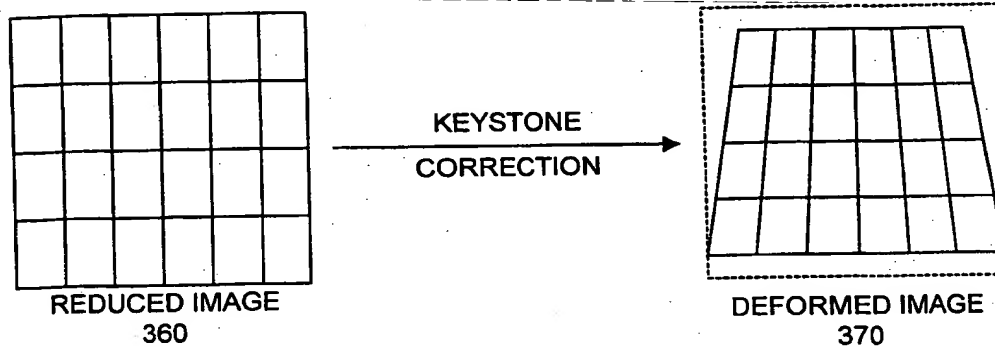 KEYSTONE
CORRECTION
REDUCED IMAGE
360
DEFORMED IMAGE
370